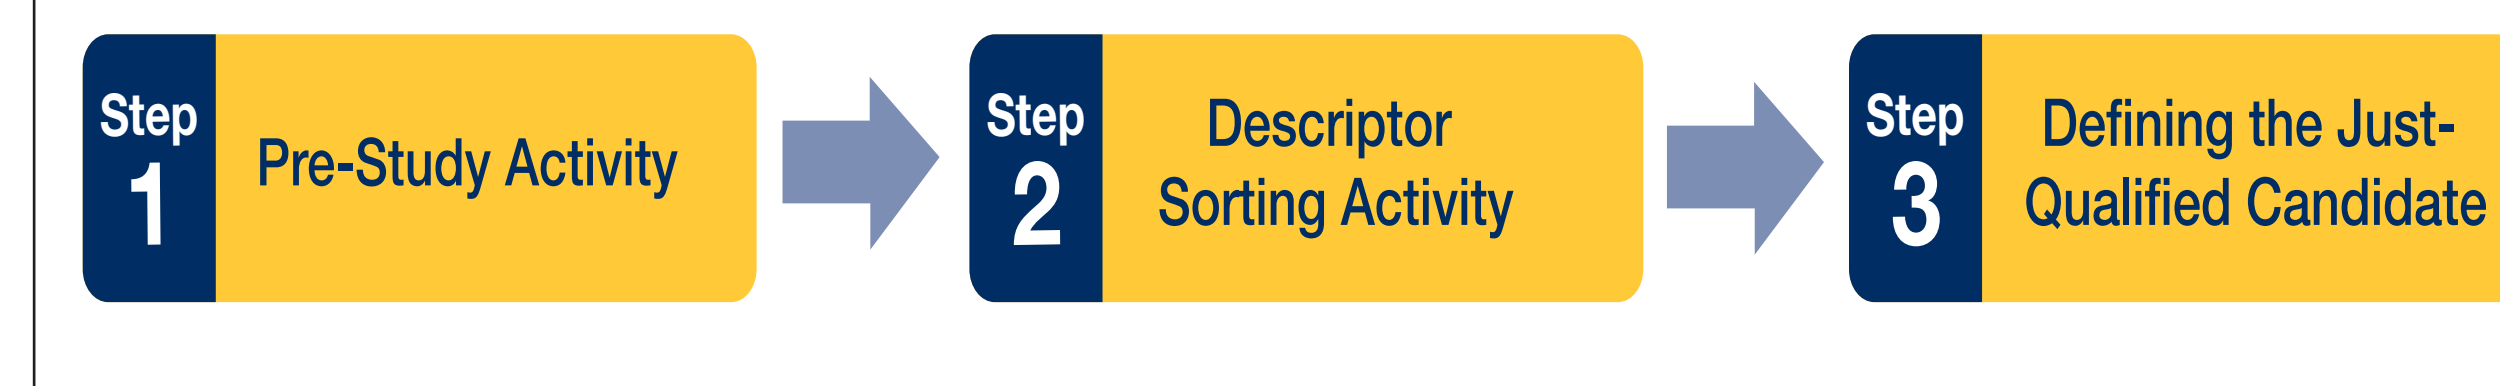 Step
1
Pre-Study Activity
Step
2
Descriptor
Sorting Activity
Step
3
Defining the Just-
Qualified Candidate